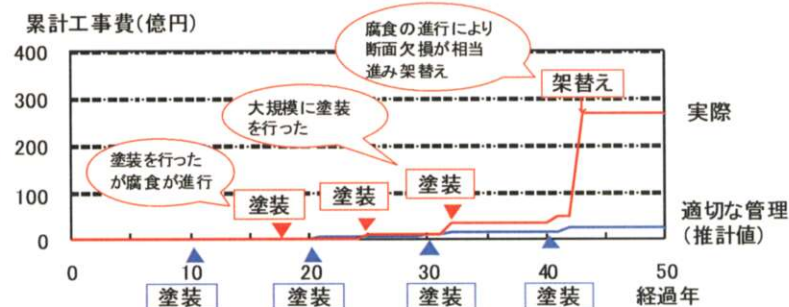 累計工事費(億円)
400
300
200
100
0
腐食の進行により
断面欠損が相当
進み架替え
大規模に塗装
を行った
塗装を行った
が腐食が進行
塗装
塗装
塗装
架替え
実際
適切な管理
(推計値)
0
10
20
30
40
50
塗装
塗装
塗装
塗装
経過年